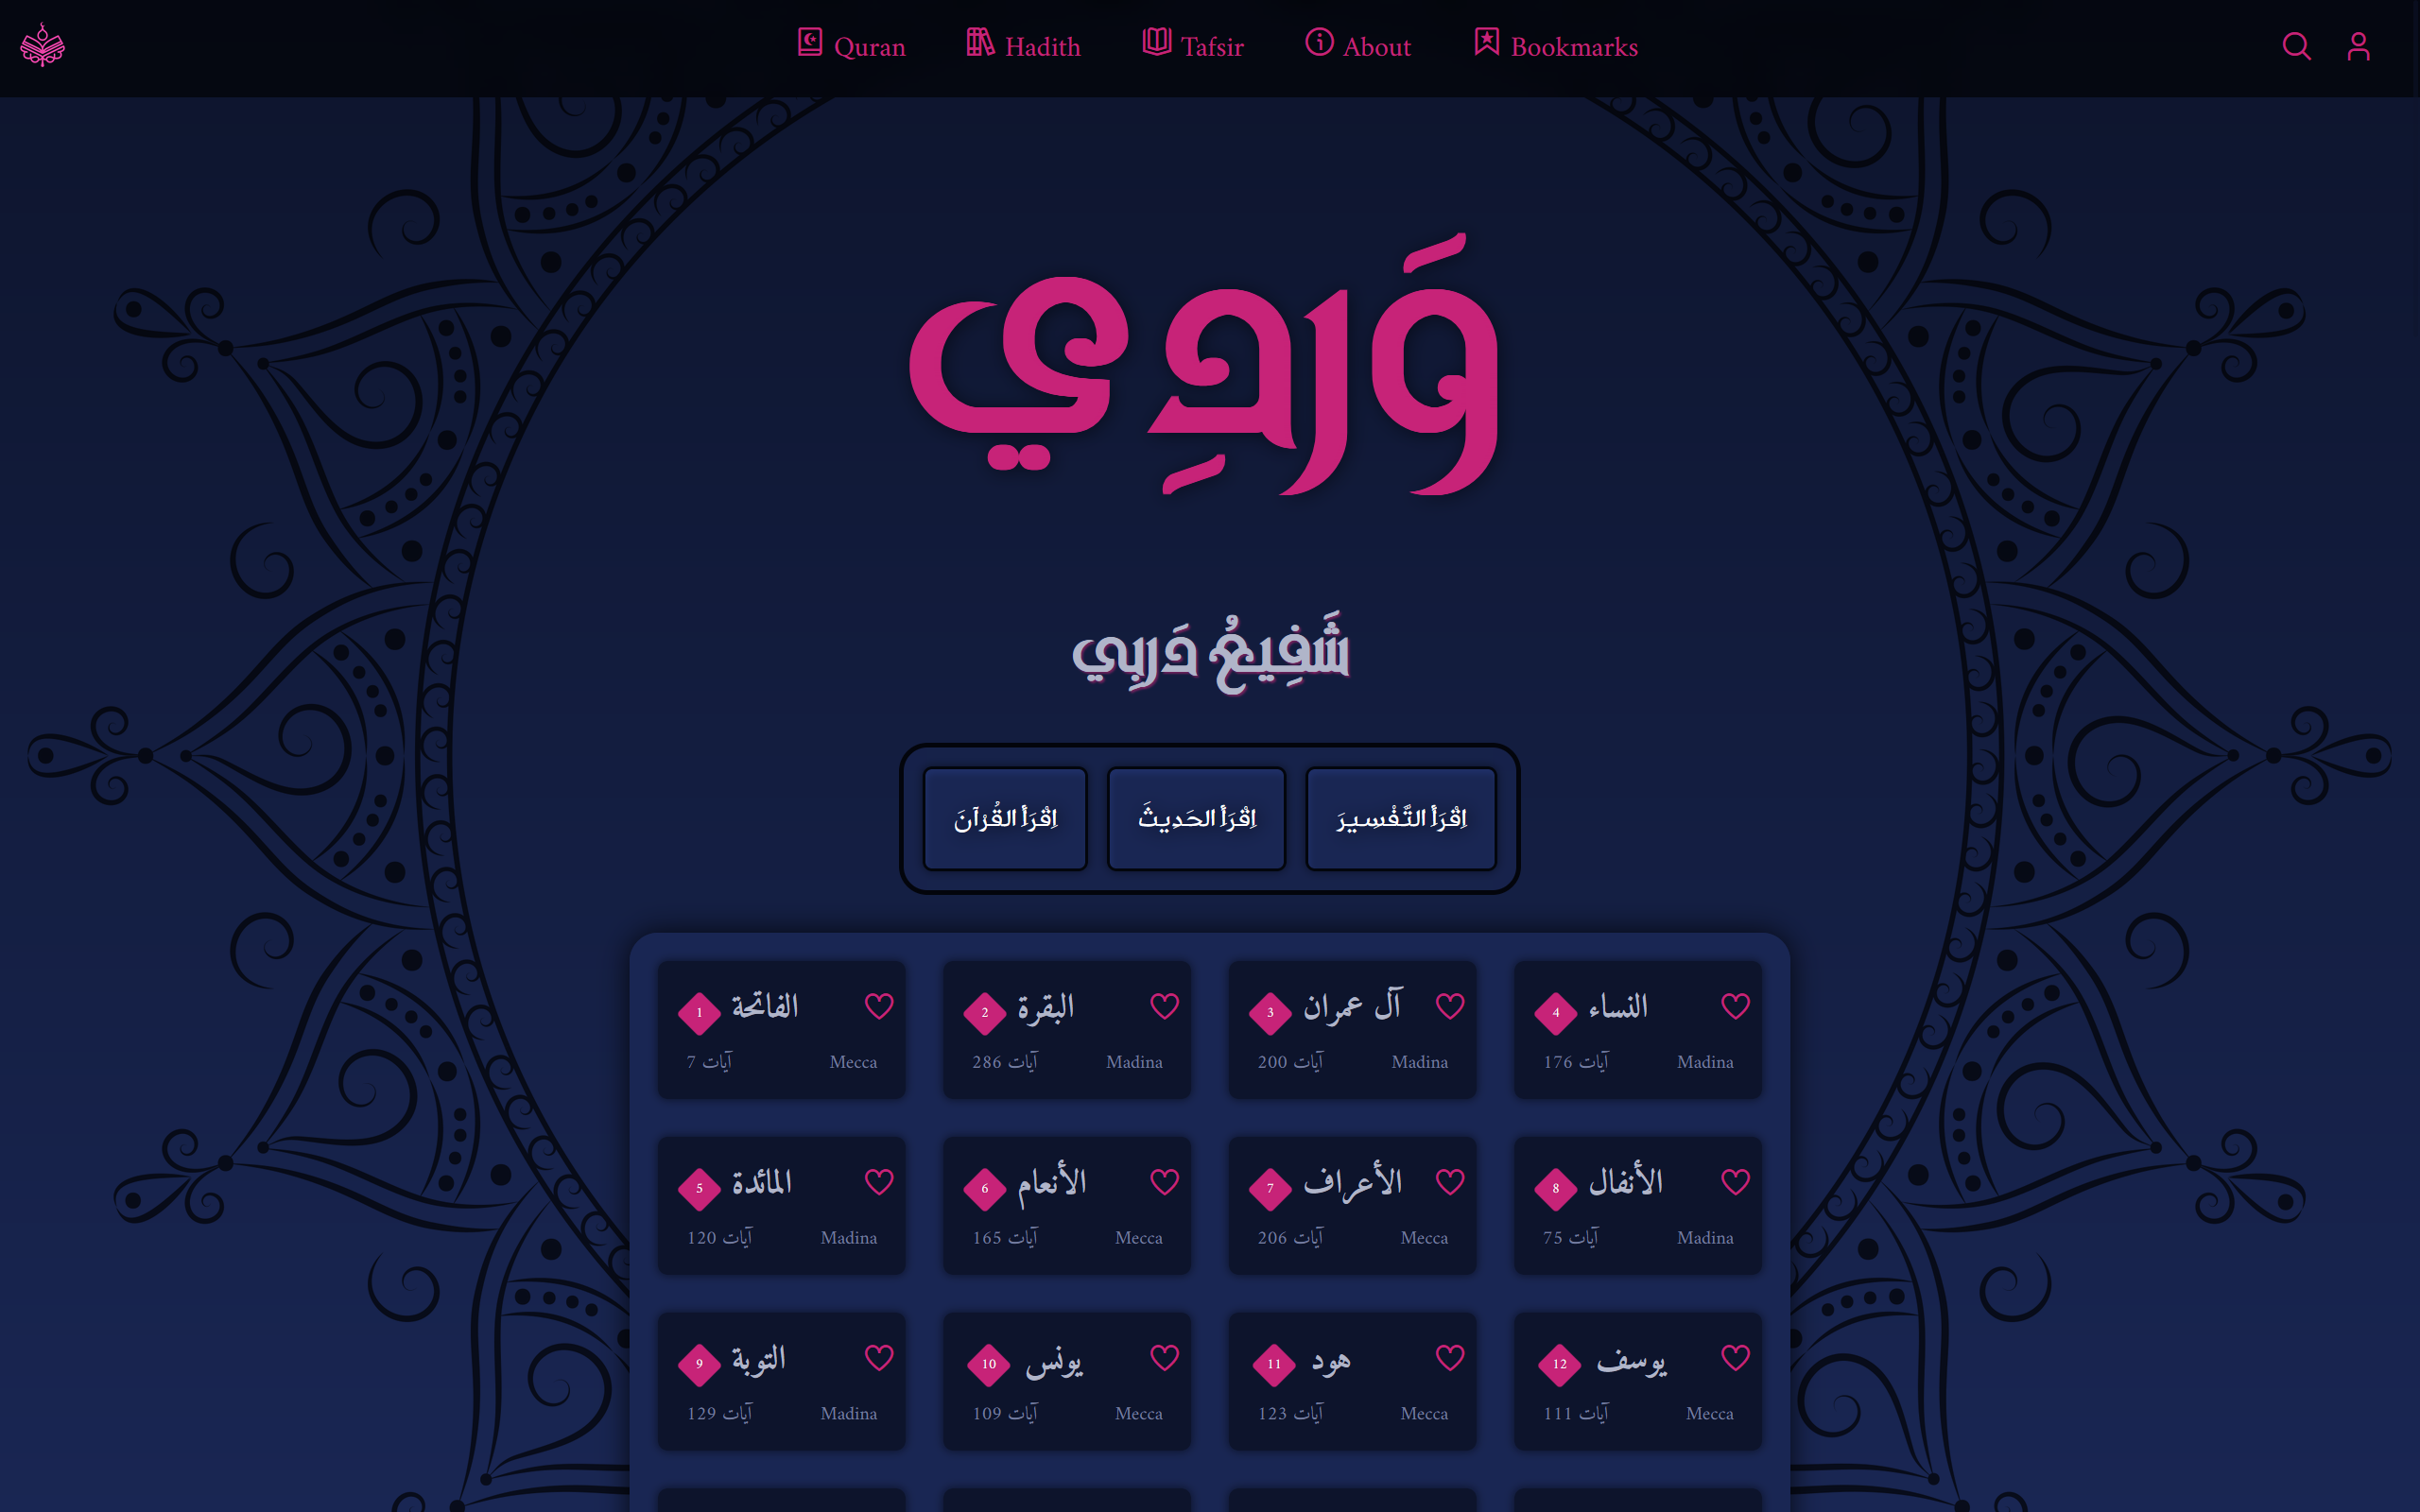 Quran Hadith Tafsir About Bookmarks
وَردِي
شَفِيعُ دَربِي
اِقْرَأ التَّفْسِيرَ اِقْرَأ الحَدِيثَ اِقْرَأ القُرْآنَ
1 الفاتحة
7 آيات Mecca
2 البقرة
286 آيات Madina
3 آل عمران
200 آيات Madina
4 النساء
176 آيات Madina
5 المائدة
120 آيات Madina
6 الأنعام
165 آيات Mecca
7 الأعراف
206 آيات Mecca
8 الأنفال
75 آيات Madina
9 التوبة
129 آيات Madina
10 يونس
109 آيات Mecca
11 هود
123 آيات Mecca
12 يوسف
111 آيات Mecca